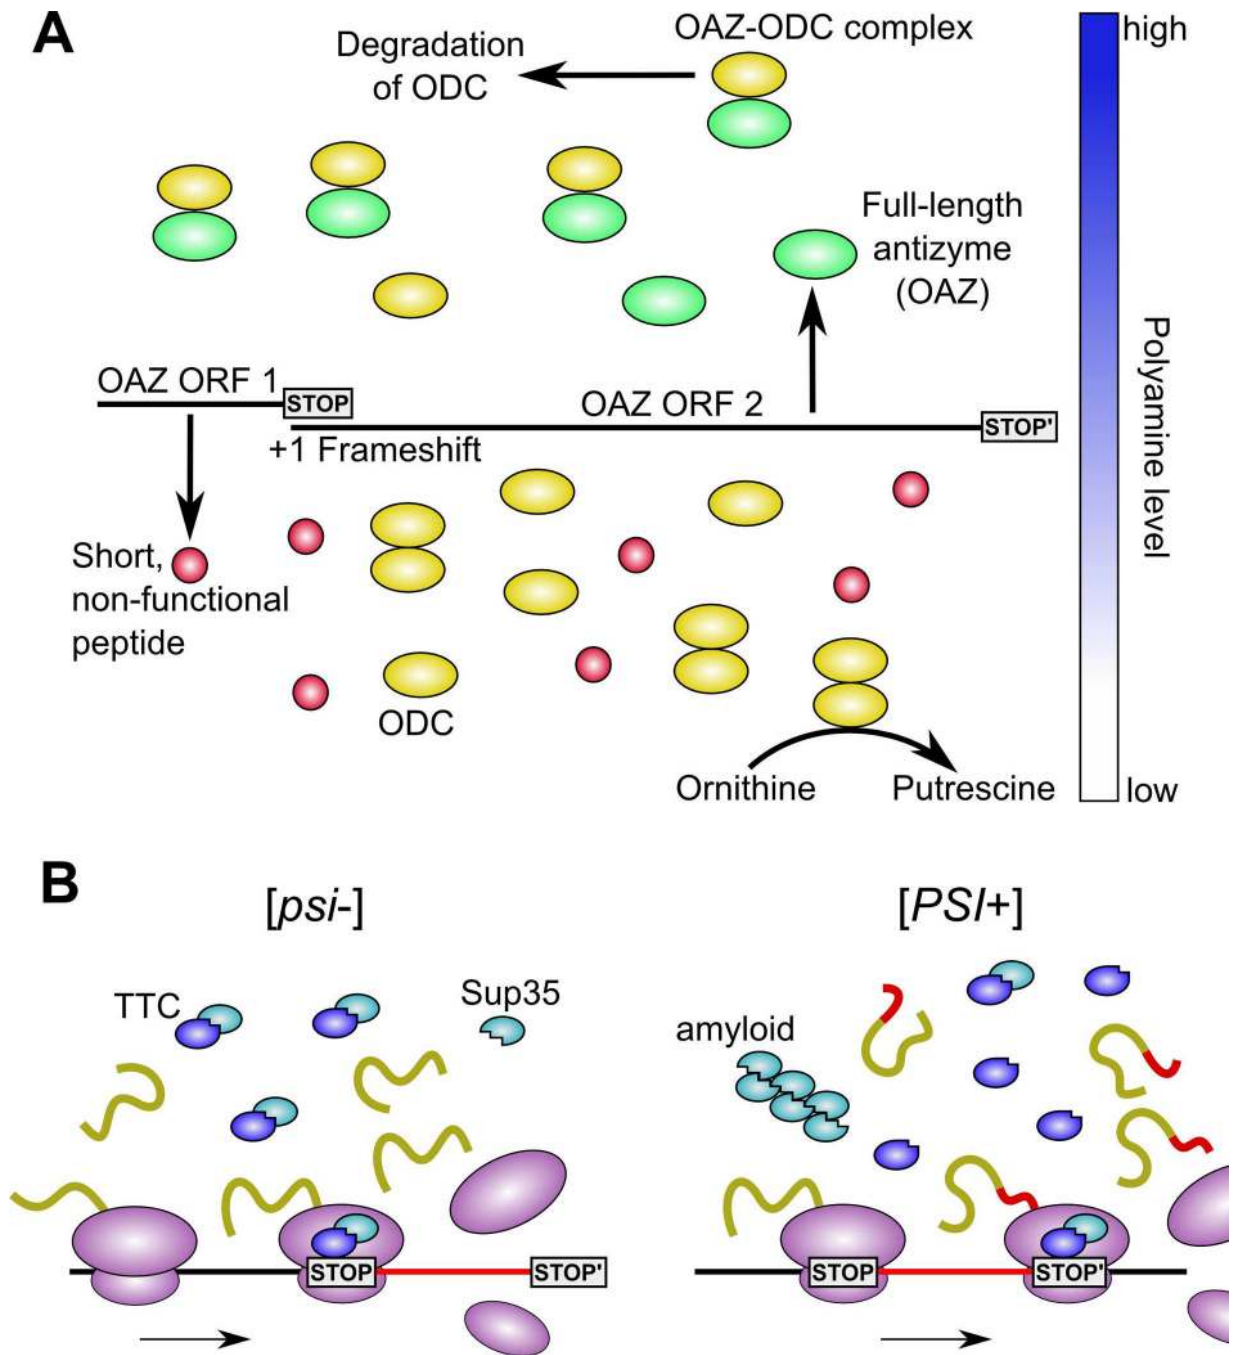 A
Degradation
of ODC
OAZ-ODC complex
high
Full-length
antizyme
(OAZ)
Polyamine level
OAZ ORF 1
STOP
OAZ ORF 2
STOP'
+1 Frameshift
Short,
non-functional
peptide
ODC
Ornithine
Putrescine
low
B
[psi-]
[PSI+]
TTC
Sup35
amyloid
STOP
STOP'
STOP
STOP'